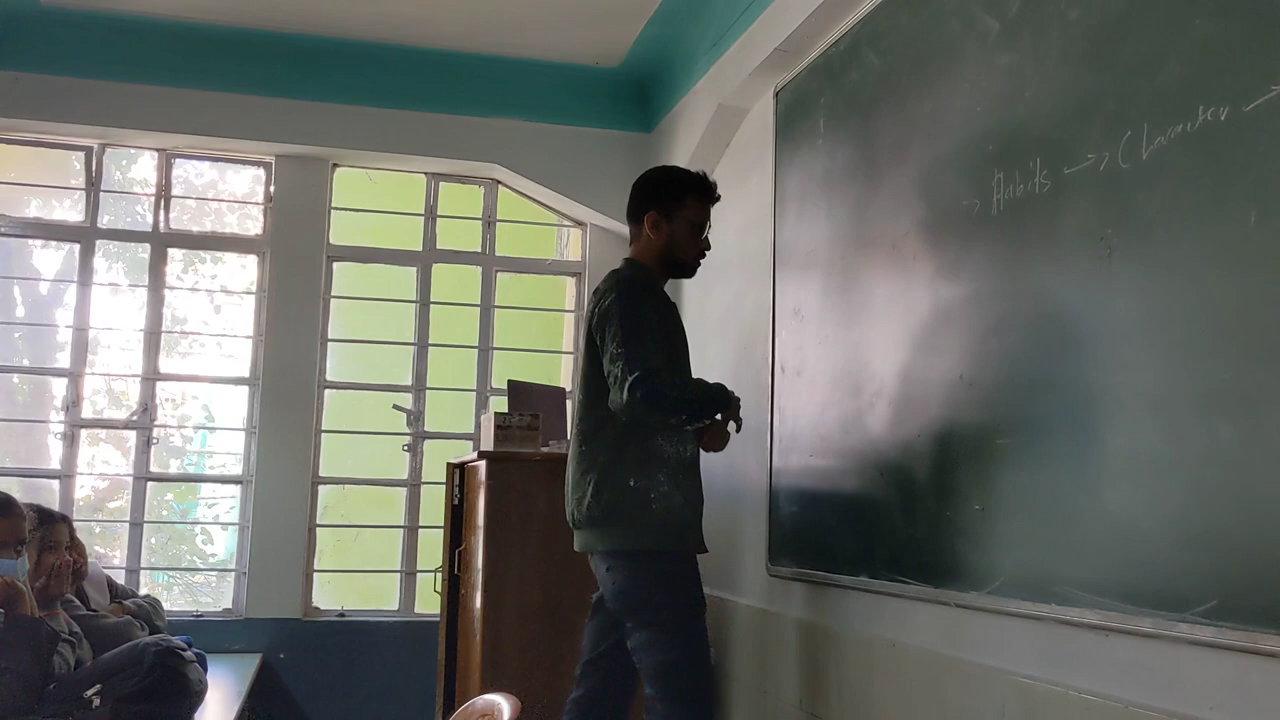 → Habits → Character →